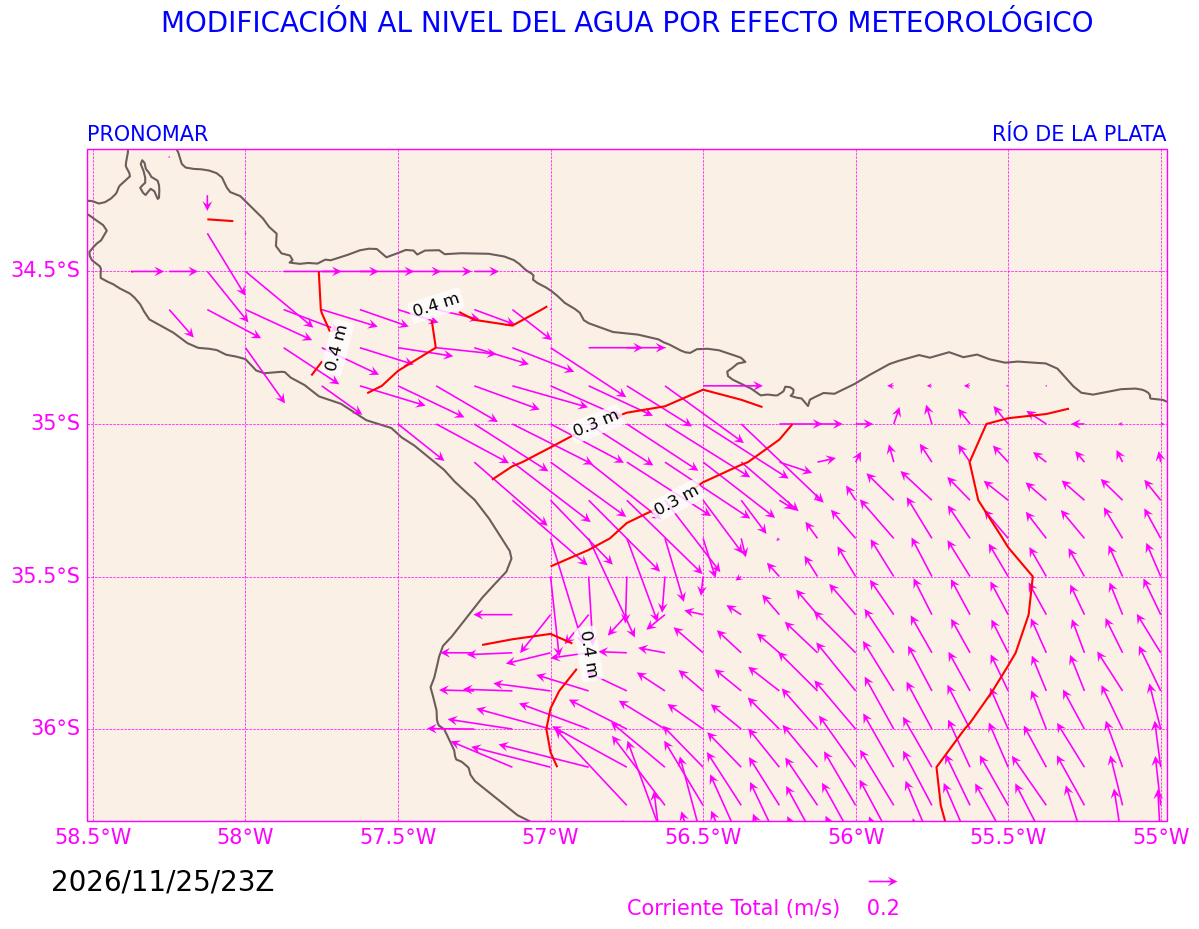 MODIFICACIÓN AL NIVEL DEL AGUA POR EFECTO METEOROLÓGICO
PRONOMAR RÍO DE LA PLATA
34.5°S
0.4 m
0.4 m
35°S
0.3 m
0.3 m
35.5°S
0.4 m
36°S
58.5°W 58°W 57.5°W 57°W 56.5°W 56°W 55.5°W 55°W
2026/11/25/23Z
Corriente Total (m/s) 0.2